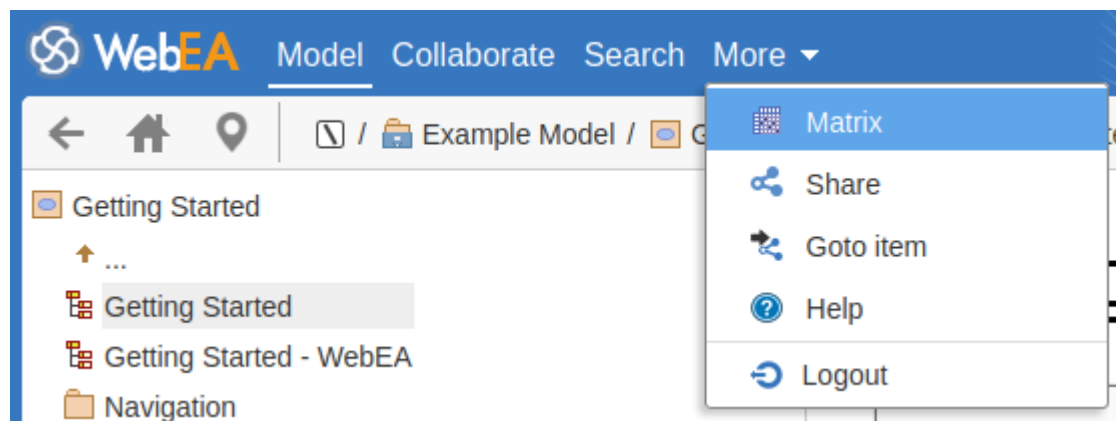 WebEA Model Collaborate Search More
/ Example Model /
Matrix
Share
Goto item
Help
Logout
Getting Started
...
Getting Started
Getting Started - WebEA
Navigation